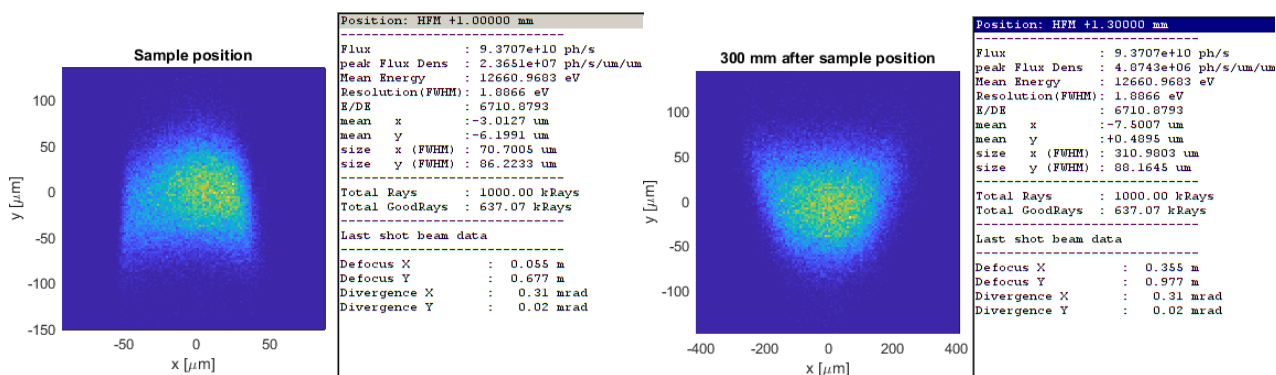 Sample position
y [μm]
100
50
0
-50
-100
-150
-50
0
50
x [μm]
Position: HFM +1.00000 mm
Flux : 9.3707e+10 ph/s
peak Flux Dens : 2.3651e+07 ph/s/um/um
Mean Energy : 12660.9683 eV
Resolution(FWHM): 1.8866 eV
E/DE : 6710.8793
mean x :-3.0127 um
mean y :-6.1991 um
size x (FWHM) : 70.7005 um
size y (FWHM) : 86.2233 um
Total Rays : 1000.00 kRays
Total GoodRays : 637.07 kRays
Last shot beam data
Defocus X : 0.055 m
Defocus Y : 0.677 m
Divergence X : 0.31 mrad
Divergence Y : 0.02 mrad
300 mm after sample position
y [μm]
100
50
0
-50
-100
-400
-200
0
200
400
x [μm]
Position: HFM +1.30000 mm
Flux : 9.3707e+10 ph/s
peak Flux Dens : 4.8743e+06 ph/s/um/um
Mean Energy : 12660.9683 eV
Resolution(FWHM): 1.8866 eV
E/DE : 6710.8793
mean x :-7.5007 um
mean y :+0.4895 um
size x (FWHM) : 310.9803 um
size y (FWHM) : 88.1645 um
Total Rays : 1000.00 kRays
Total GoodRays : 637.07 kRays
Last shot beam data
Defocus X : 0.355 m
Defocus Y : 0.977 m
Divergence X : 0.31 mrad
Divergence Y : 0.02 mrad